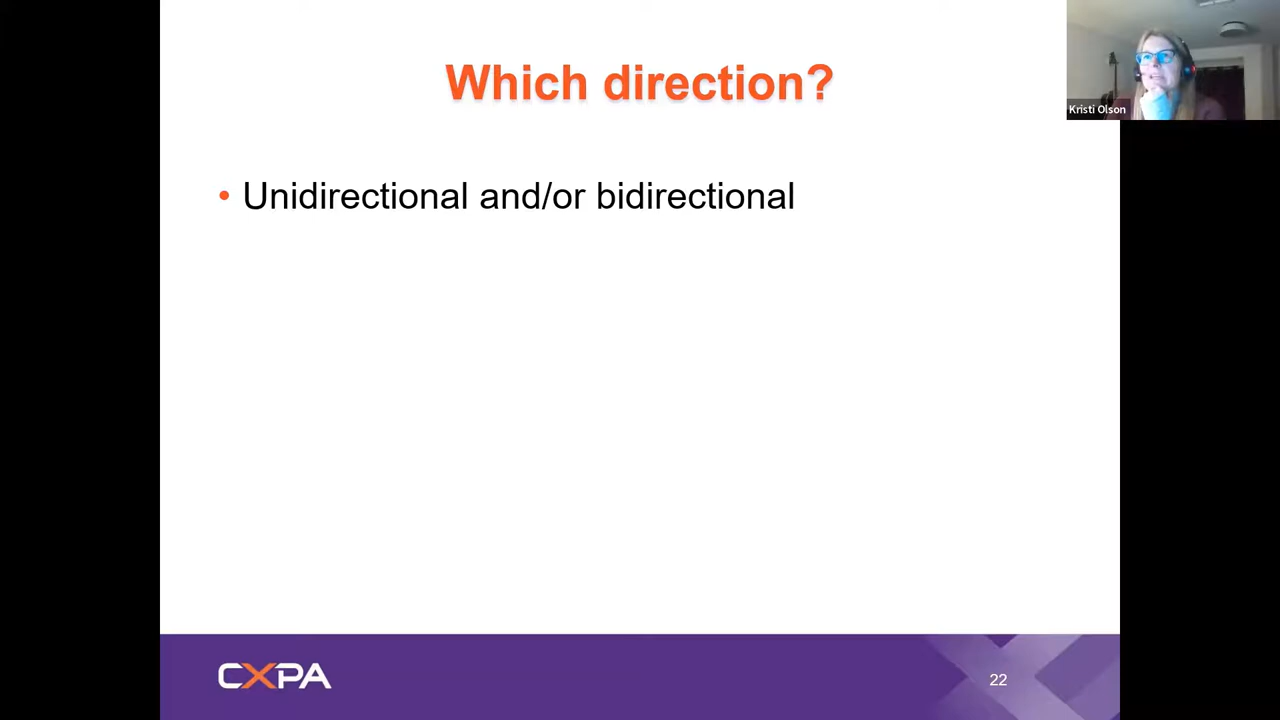 Which direction?
Kristi Olson
• Unidirectional and/or bidirectional
CXPA
22